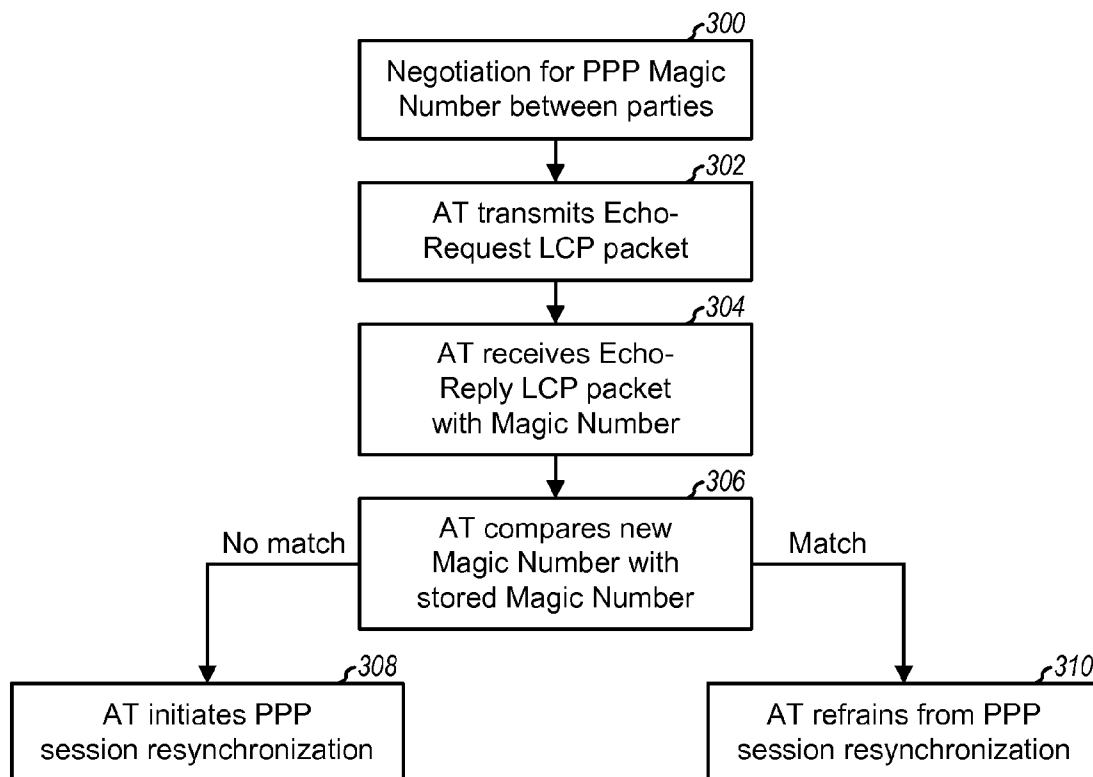 300
Negotiation for PPP Magic
Number between parties
302
AT transmits Echo-
Request LCP packet
304
AT receives Echo-
Reply LCP packet
with Magic Number
306
AT compares new
Magic Number with
stored Magic Number
No match
Match
308
AT initiates PPP
session resynchronization
310
AT refrains from PPP
session resynchronization